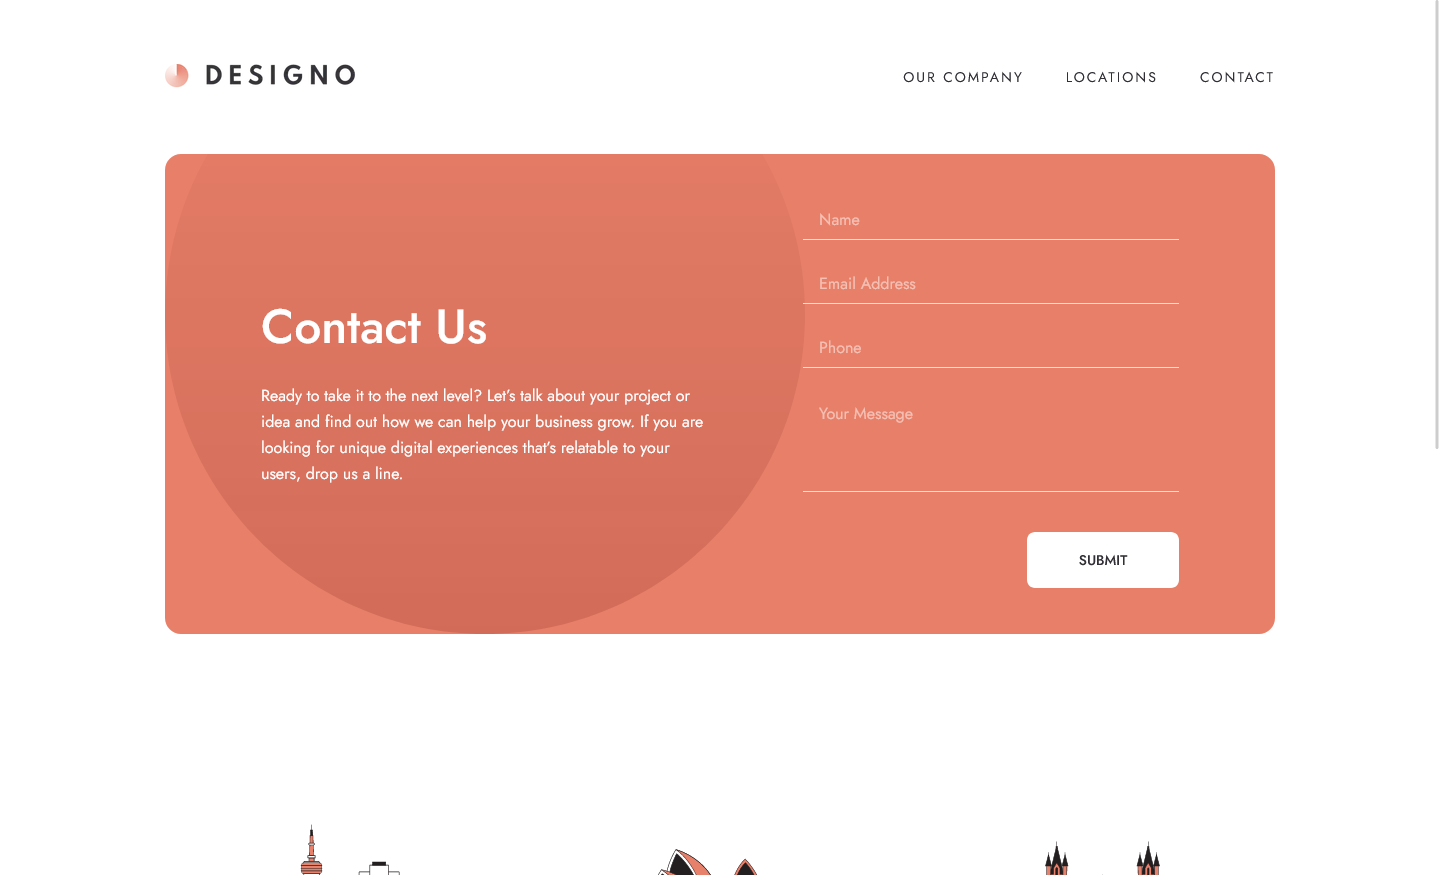 DESIGNO
OUR COMPANY
LOCATIONS
CONTACT
Contact Us
Ready to take it to the next level? Let’s talk about your project or
idea and find out how we can help your business grow. If you are
looking for unique digital experiences that’s relatable to your
users, drop us a line.
Name
Email Address
Phone
Your Message
SUBMIT